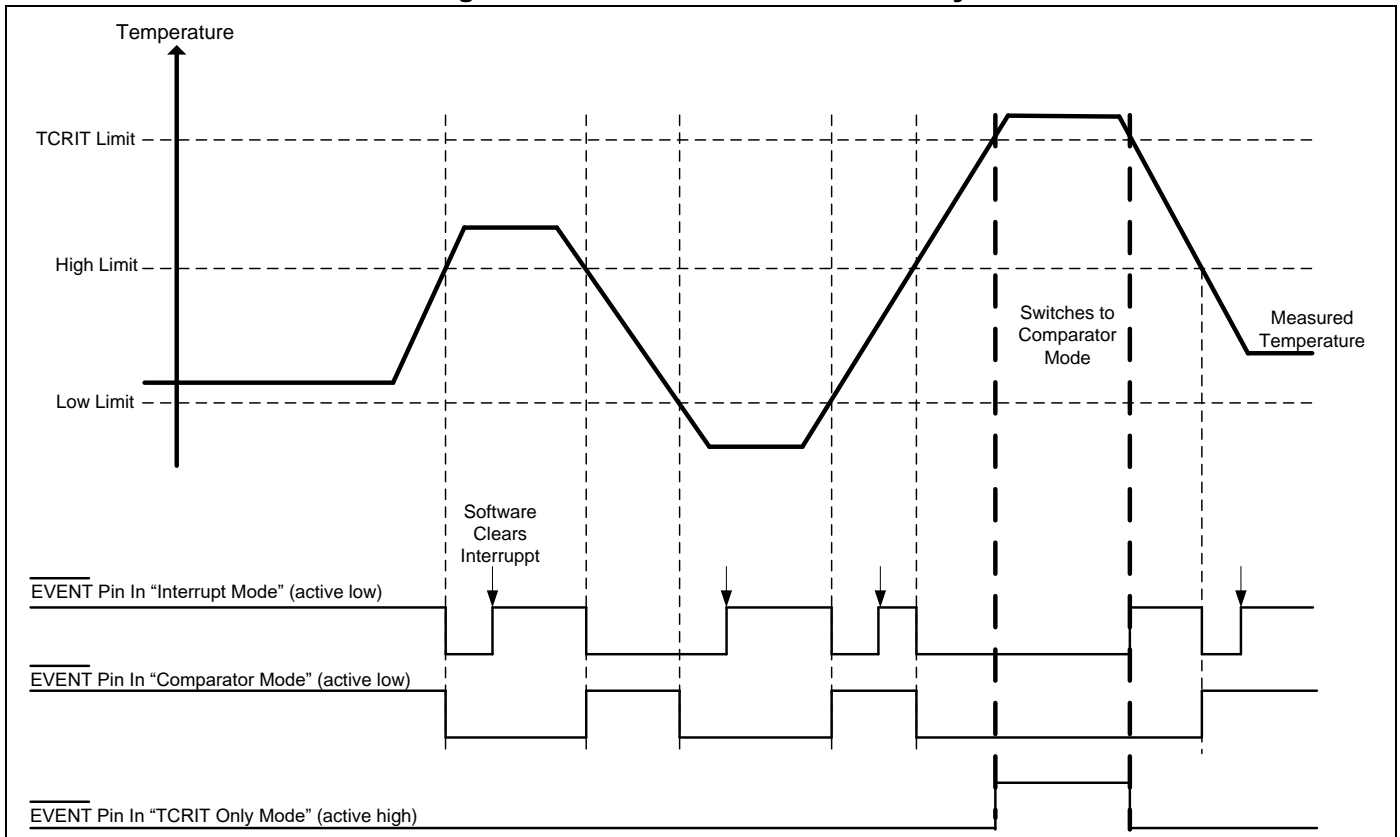 Temperature
TCRIT Limit
High Limit
Low Limit
Switches to
Comparator
Mode
Measured
Temperature
Software
Clears
Interruppt
EVENT Pin In “Interrupt Mode” (active low)
EVENT Pin In “Comparator Mode” (active low)
EVENT Pin In “TCRIT Only Mode” (active high)